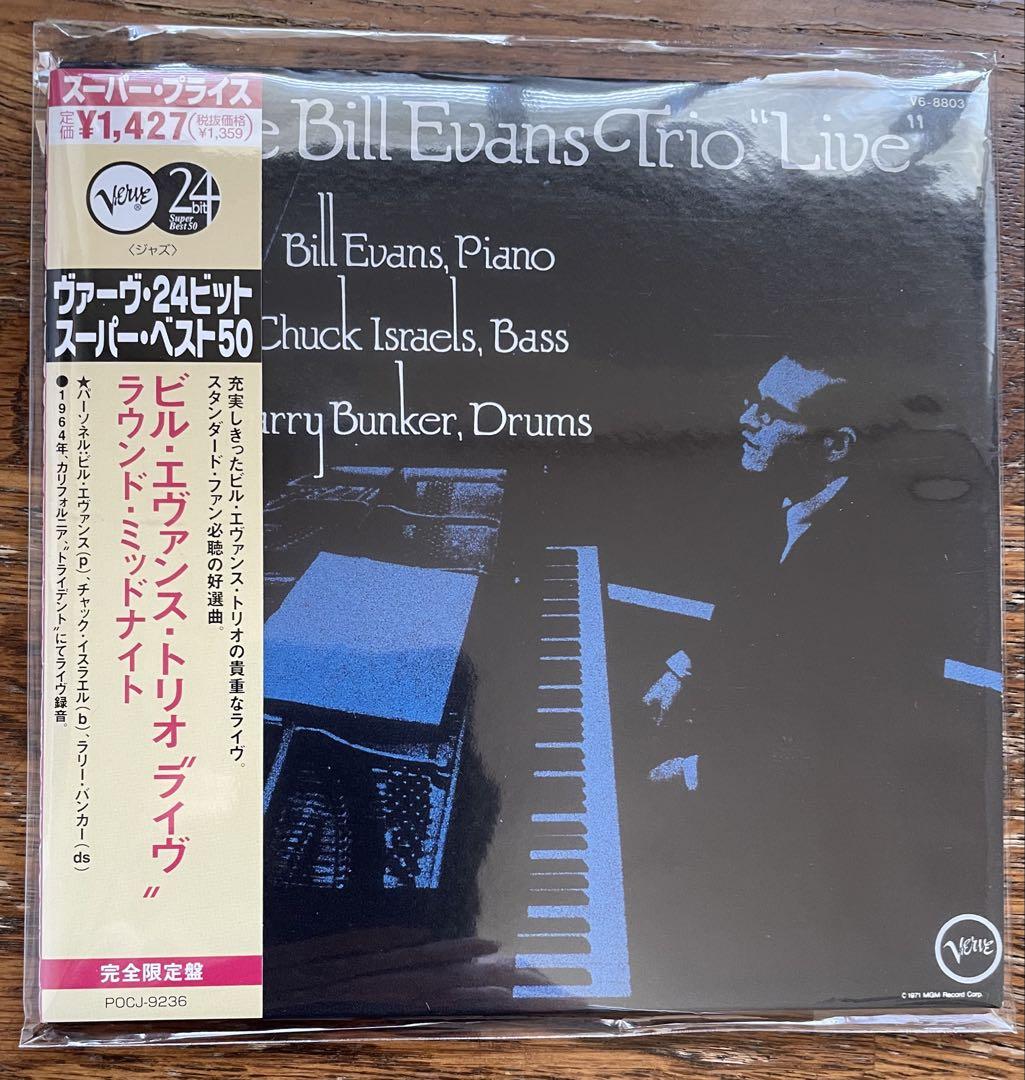 スーパー・プライス
定価¥1,427(税抜価格¥1,359)
Verve®
24bit
Super Best 50
〈ジャズ〉
ヴァーヴ・24ビット
スーパー・ベスト50
充実しきったビル・エヴァンス・トリオの貴重なライヴ。
スタンダード・ファン必聴の好選曲。
ビル・エヴァンス・トリオ〝ライヴ〟
ラウンド・ミッドナイト
★パーソネル:ビル・エヴァンス(p)、チャック・イスラエル(b)、ラリー・バンカー(ds)
●1964年、カリフォルニア、〝トライデント〟にてライヴ録音。
完全限定盤
POCJ-9236
V6-8803
e Bill Evans Trio "Live"
Bill Evans, Piano
Chuck Israels, Bass
arry Bunker, Drums
Verve
©1971 MGM Record Corp.